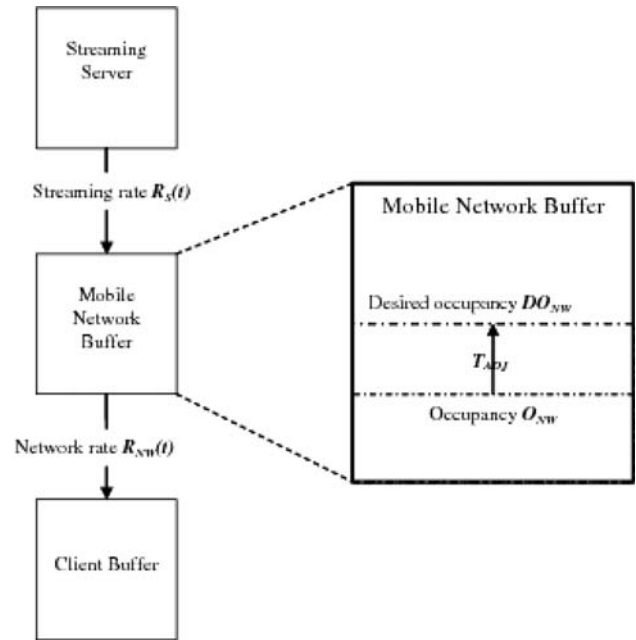 Streaming
Server
Streaming rate R_S(t)
Mobile
Network
Buffer
Network rate R_NW(t)
Client Buffer
Mobile Network Buffer
Desired occupancy DO_NW
T_ADJ
Occupancy O_NW